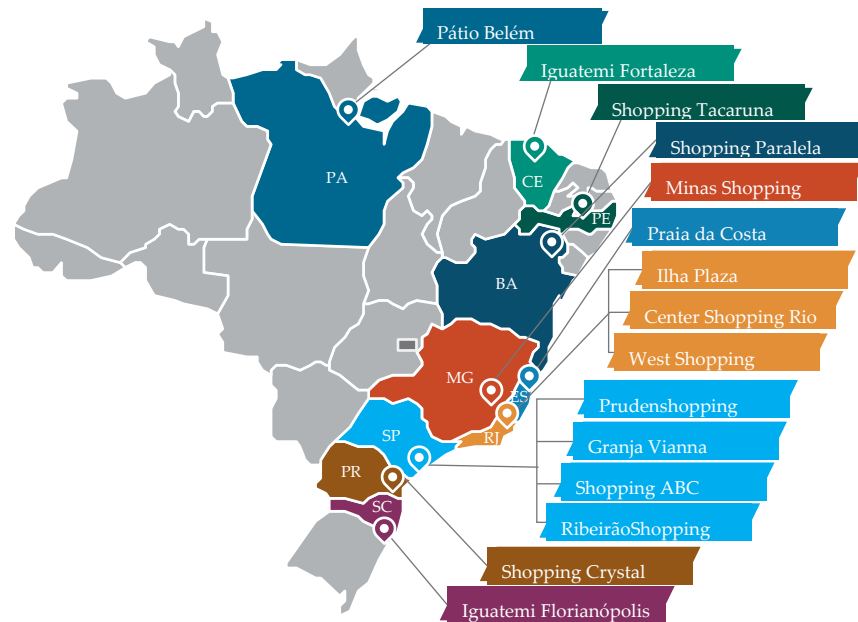 Pátio Belém
Iguatemi Fortaleza
Shopping Tacaruna
Shopping Paralela
Minas Shopping
Praia da Costa
Ilha Plaza
Center Shopping Rio
West Shopping
Prudenshopping
Granja Vianna
Shopping ABC
RibeirãoShopping
Shopping Crystal
Iguatemi Florianópolis
PA
CE
PE
BA
MG
ES
RJ
SP
PR
SC